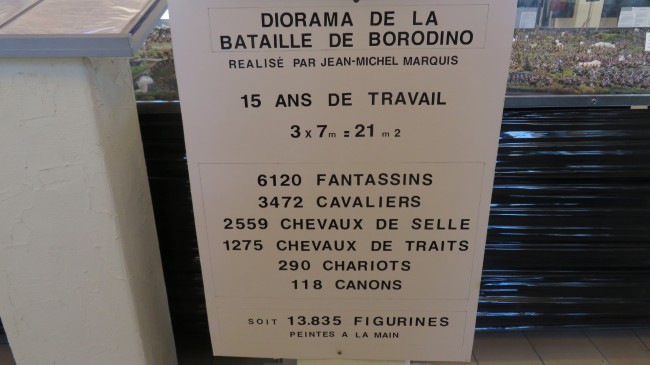 DIORAMA DE LA
BATAILLE DE BORODINO
REALISÉ PAR JEAN-MICHEL MARQUIS
15 ANS DE TRAVAIL
3 x 7m = 21 m2
6120 FANTASSINS
3472 CAVALIERS
2559 CHEVAUX DE SELLE
1275 CHEVAUX DE TRAITS
290 CHARIOTS
118 CANONS
SOIT 13.835 FIGURINES
PEINTES A LA MAIN